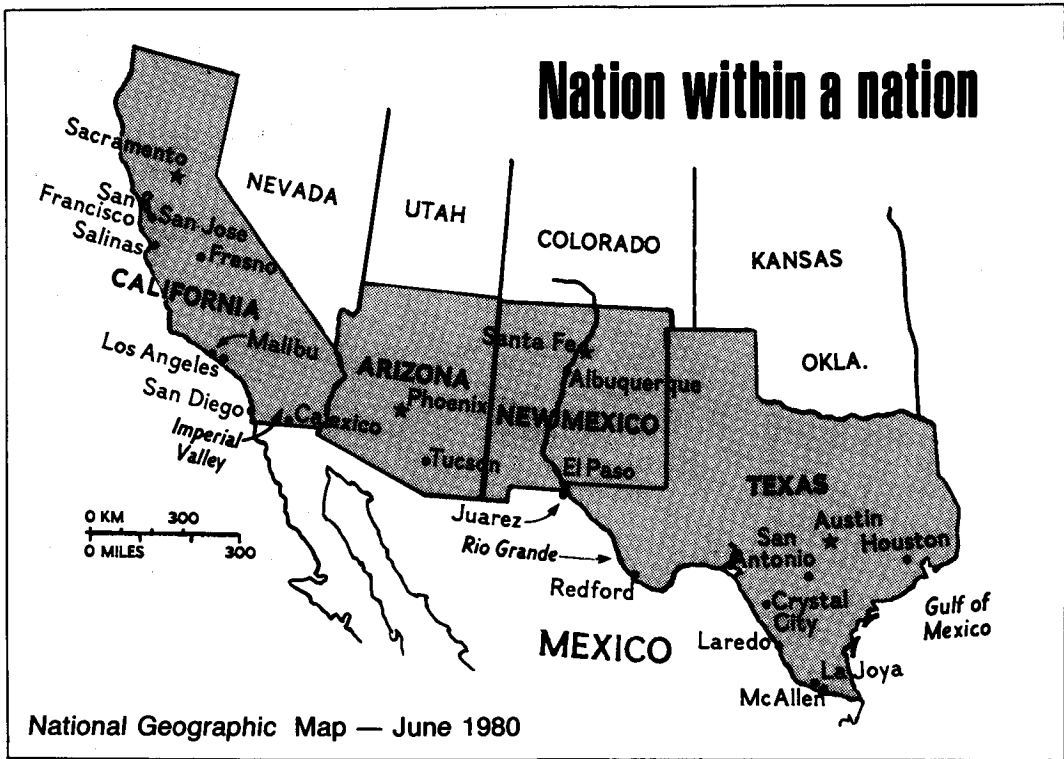 Nation within a nation
Sacramento
NEVADA
UTAH
COLORADO
KANSAS
San
Francisco
San Jose
Salinas
Fresno
CALIFORNIA
Malibu
Los Angeles
San Diego
Imperial
Valley
Calexico
ARIZONA
Phoenix
Tucson
Santa Fe
Albuquerque
NEW MEXICO
El Paso
OKLA.
TEXAS
Juarez
Rio Grande
Redford
Austin
San
Antonio
Houston
Crystal
City
Laredo
La Joya
McAllen
Gulf of
Mexico
MEXICO
0 KM 300
0 MILES 300
National Geographic Map — June 1980